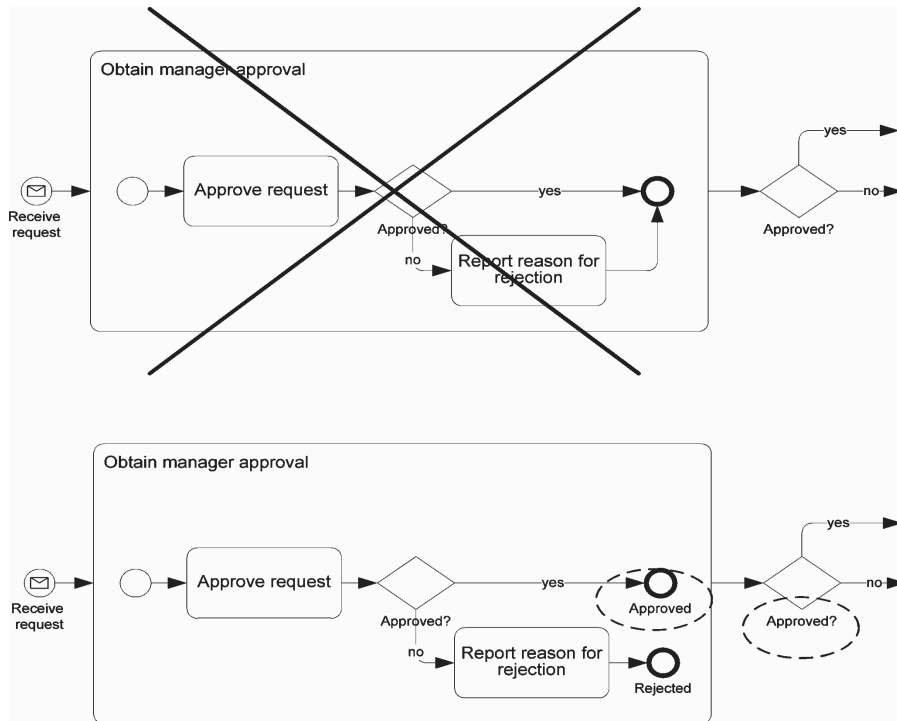 Obtain manager approval
yes
Approve request
yes
no
Receive
request
Approved?
Approved?
no
Report reason for
rejection
Obtain manager approval
yes
Approve request
yes
no
Receive
request
Approved
Approved?
Approved?
no
Report reason for
rejection
Rejected